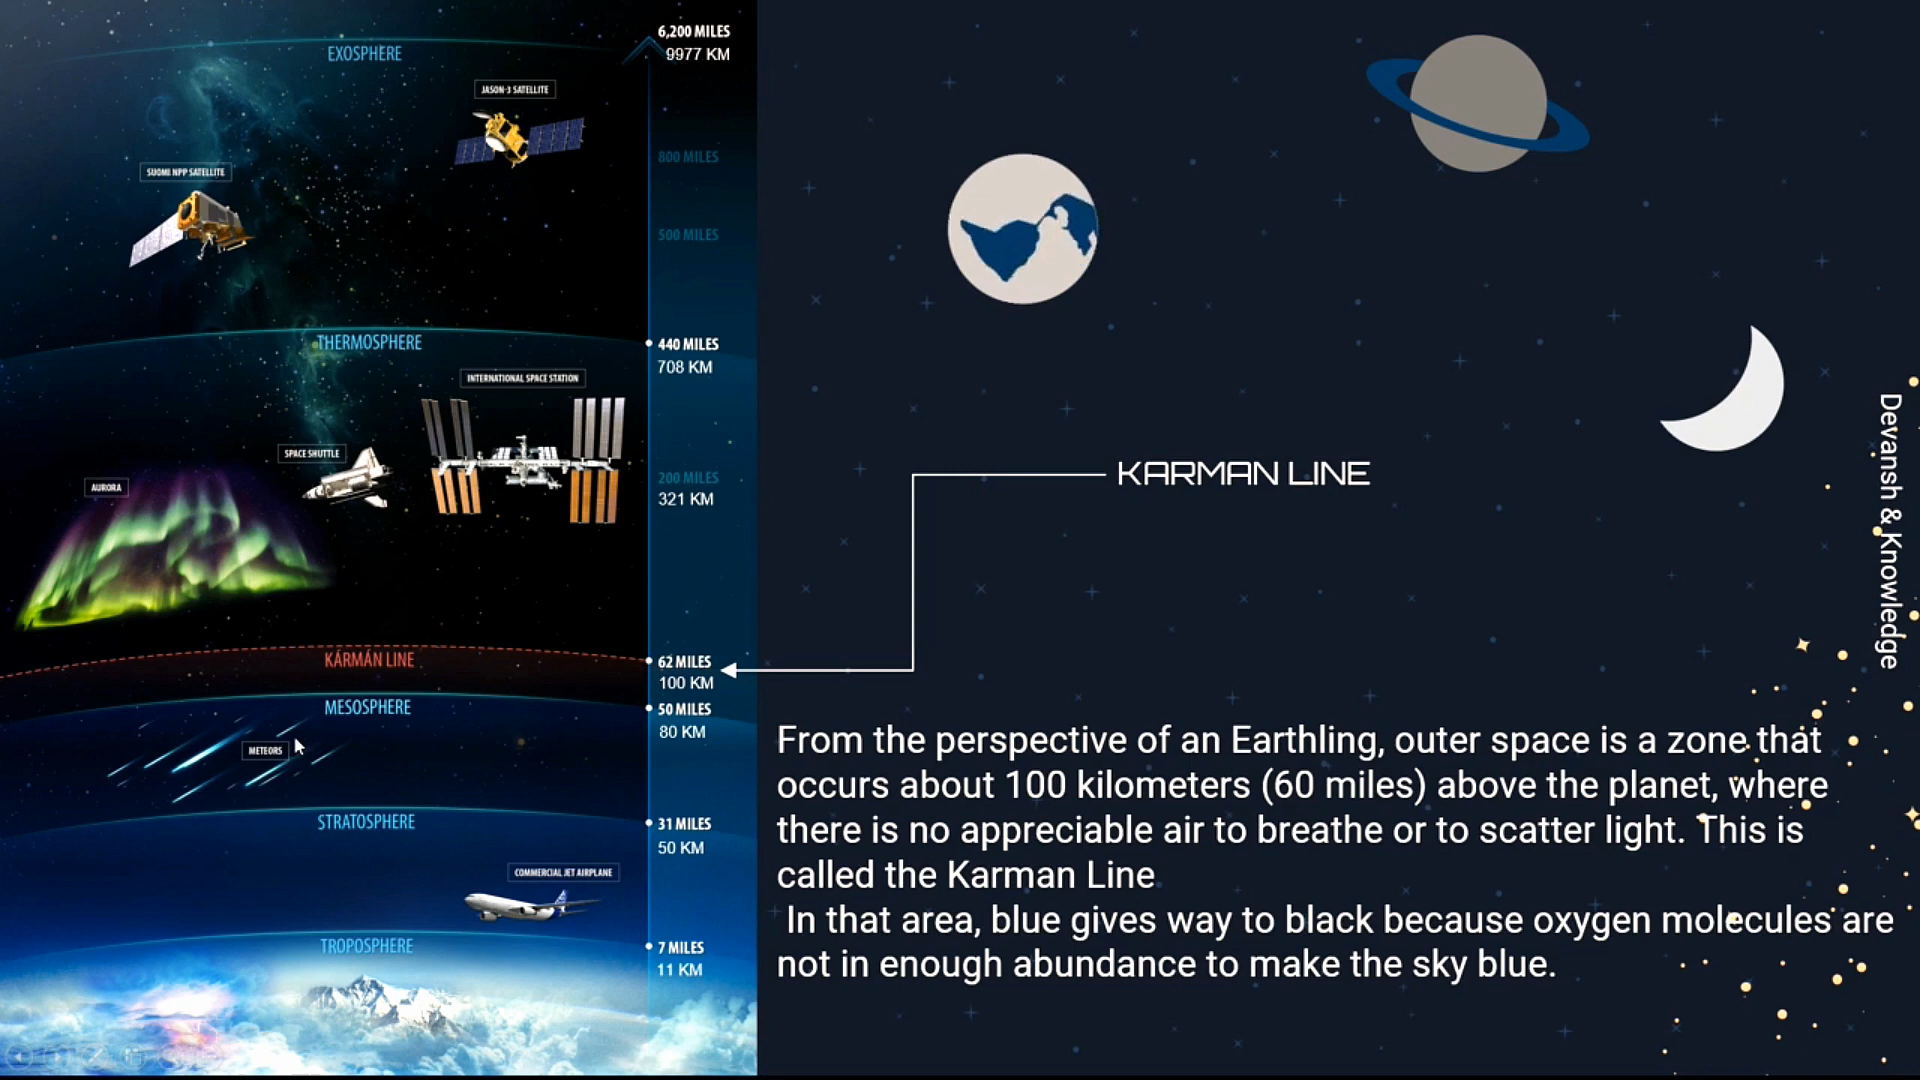 6,200 MILES
EXOSPHERE
9977 KM
JASON-3 SATELLITE
800 MILES
SUOMI NPP SATELLITE
500 MILES
THERMOSPHERE
440 MILES
708 KM
INTERNATIONAL SPACE STATION
SPACE SHUTTLE
200 MILES
321 KM
AURORA
KÁRMÁN LINE
62 MILES
100 KM
MESOSPHERE
50 MILES
80 KM
METEORS
STRATOSPHERE
31 MILES
50 KM
COMMERCIAL JET AIRPLANE
TROPOSPHERE
7 MILES
11 KM
KARMAN LINE
From the perspective of an Earthling, outer space is a zone that
occurs about 100 kilometers (60 miles) above the planet, where
there is no appreciable air to breathe or to scatter light. This is
called the Karman Line
In that area, blue gives way to black because oxygen molecules are
not in enough abundance to make the sky blue.
Devansh & Knowledge